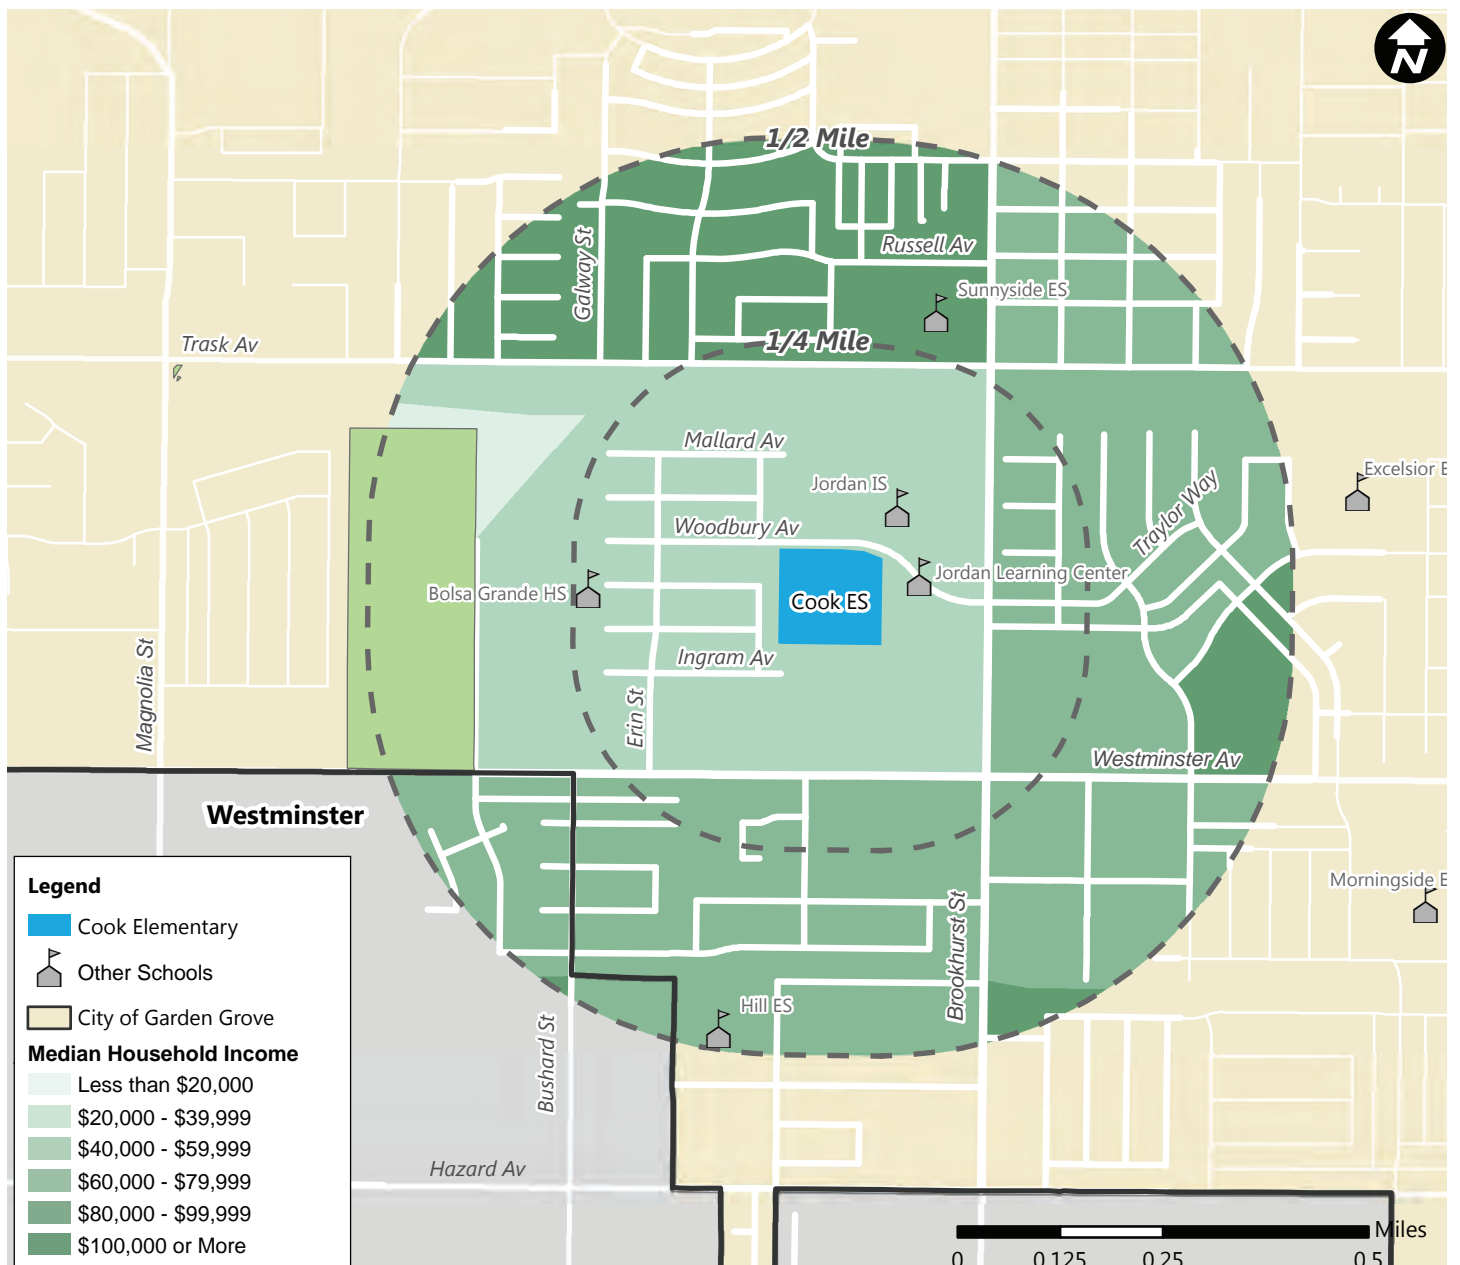 N
1/2 Mile
Russell Av
Galway St
Sunnyside ES
1/4 Mile
Trask Av
Mallard Av
Jordan IS
Excelsior E
Traylor Way
Woodbury Av
Jordan Learning Center
Bolsa Grande HS
Cook ES
Ingram Av
Magnolia St
Erin St
Westminster Av
Westminster
Legend
Cook Elementary
Other Schools
City of Garden Grove
Median Household Income
Less than $20,000
$20,000 - $39,999
$40,000 - $59,999
$60,000 - $79,999
$80,000 - $99,999
$100,000 or More
Morningside E
Brookhurst St
Hill ES
Bushard St
Hazard Av
Miles
0 0.125 0.25 0.5